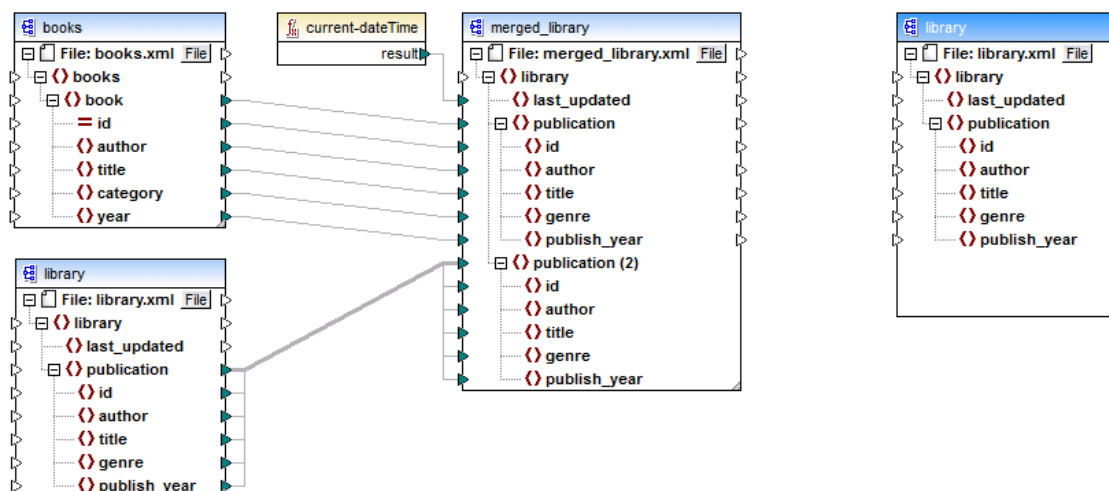 books
File: books.xml File
books
book
id
author
title
category
year
current-dateTime
result
merged_library
File: merged_library.xml File
library
last_updated
publication
id
author
title
genre
publish_year
publication (2)
id
author
title
genre
publish_year
library
File: library.xml File
library
last_updated
publication
id
author
title
genre
publish_year
library
File: library.xml File
library
last_updated
publication
id
author
title
genre
publish_year